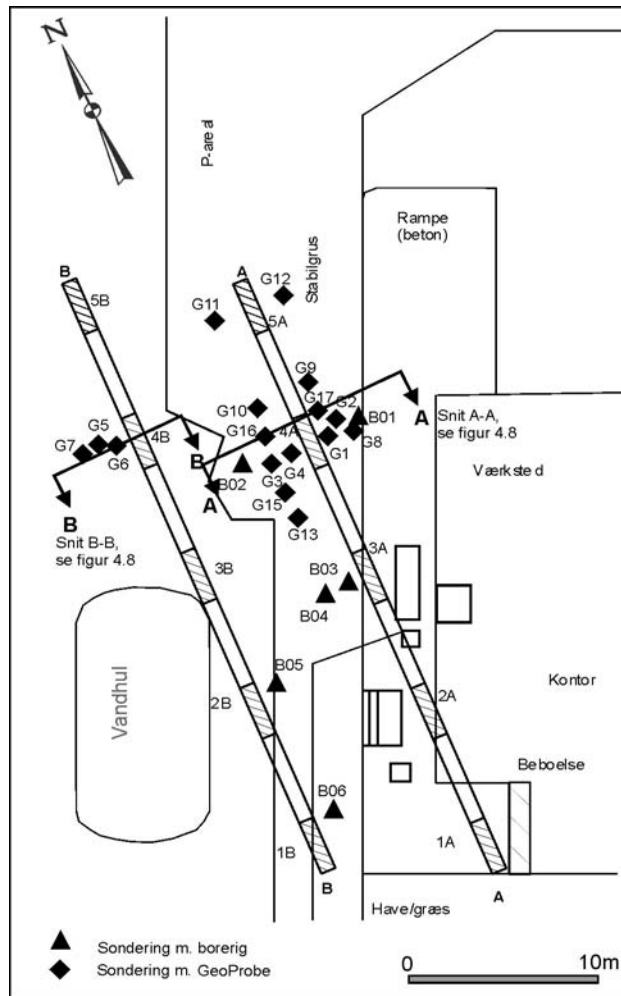 N
P-areal
Stabilgrus
Rampe
(beton)
B
A
G12
5B
G11
5A
G9
G17
G10
G2
B01
A
Snit A-A,
se figur 4.8
G5
G7
4B
G16
4A
G1
G8
G6
B
B02
G3
G4
Værksted
A
G15
B
G13
Snit B-B,
se figur 4.8
3B
3A
B03
B04
Vandhul
B05
2B
2A
Kontor
Beboelse
B06
1B
1A
B
A
Have/græs
Sondering m. borerig
Sondering m. GeoProbe
0
10m